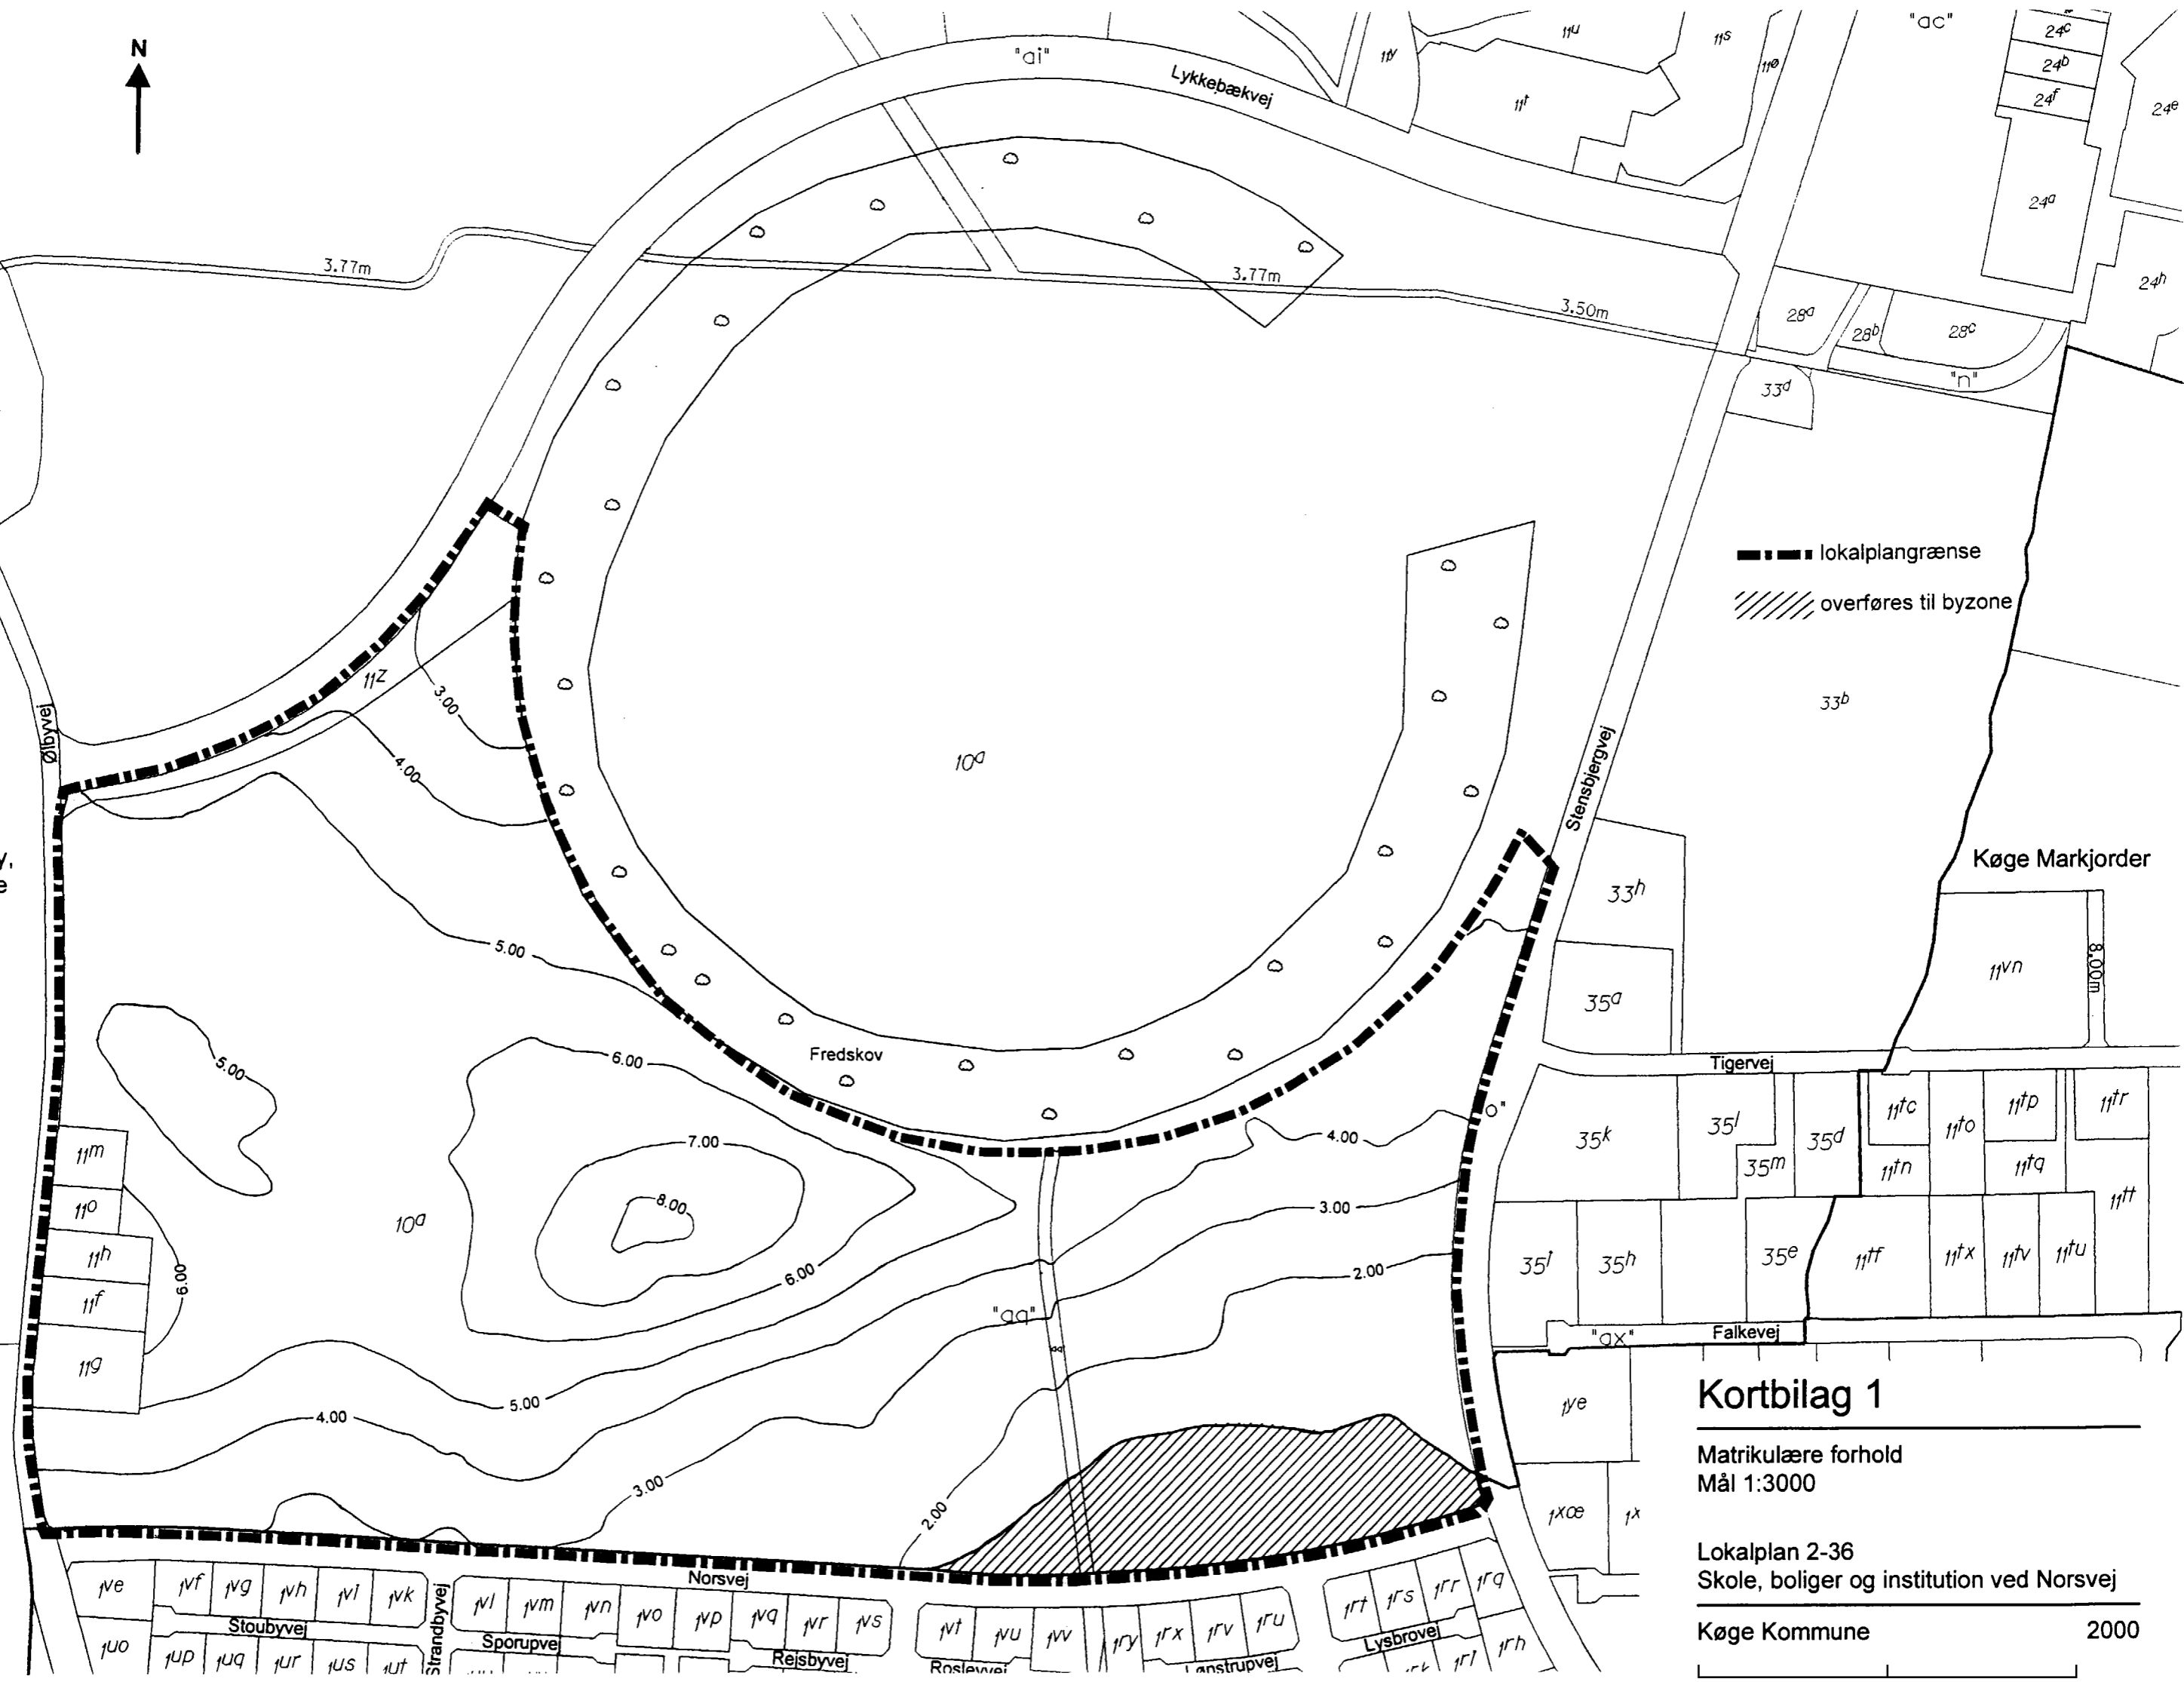 N
"ai"
Lykkebækvej
11y
11u
11s
11ø
11t
"ac"
24c
24b
24f
24e
24a
24h
3.77m
3.77m
3.50m
28a
28b
28c
"n"
33d
lokalplangrænse
overføres til byzone
33b
11z
3.00
Ølbyvej
4.00
10a
Stensbjergvej
y,
e
33h
Køge Markjorder
5.00
11vn
8.00m
35a
Fredskov
6.00
5.00
Tigervej
"o"
11m
7.00
4.00
35k
35l
35m
35d
11tc
11to
11tp
11tr
11tn
11tq
11tt
11o
8.00
10a
3.00
11h
6.00
6.00
2.00
35i
35h
35e
11tf
11tx
11tv
11tu
11f
"aq"
"ax"
Falkevej
11g
5.00
4.00
1ye
Kortbilag 1
Matrikulære forhold
Mål 1:3000
3.00
2.00
1xæ
1x
Lokalplan 2-36
Skole, boliger og institution ved Norsvej
Norsvej
1ve
1vf
1vg
1vh
1vi
1vk
Strandbyvej
1vl
1vm
1vn
1vo
1vp
1vq
1vr
1vs
1vt
1vu
1vv
1ry
1rx
1rv
1ru
1rt
1rs
1rr
1rq
Stoubyvej
Sporupvej
Rejsbyvej
Roslevvej
Lønstrupvej
Lysbrovej
Køge Kommune
2000
1uo
1up
1uq
1ur
1us
1ut
1rl
1rh